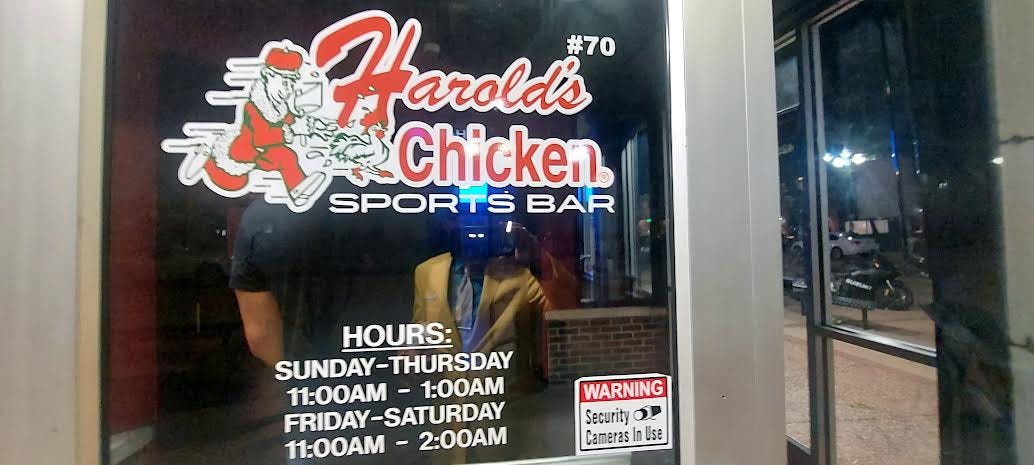 #70
Harold's
Chicken®
SPORTS BAR
HOURS:
SUNDAY-THURSDAY
11:00AM - 1:00AM
FRIDAY-SATURDAY
11:00AM - 2:00AM
WARNING
Security
Cameras In Use
SUZUKI